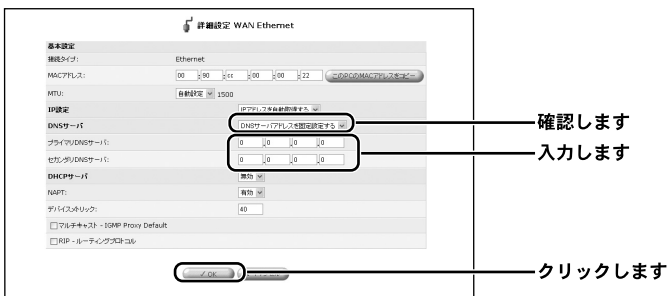 詳細設定 WAN Ethernet
基本設定
接続タイプ: Ethernet
MACアドレス: 00 : 90 : cc : 00 : 00 : 22 このPCのMACアドレスをコピー
MTU: 自動設定 1500
IP設定 IPアドレスを自動取得する
DNSサーバ DNSサーバアドレスを固定設定する 確認します
プライマリDNSサーバ: 0 .0 .0 .0
入力します
セカンダリDNSサーバ: 0 .0 .0 .0
DHCPサーバ 無効
NAPT: 有効
デバイスメトリック: 40
マルチキャスト - IGMP Proxy Default
RIP - ルーティングプロトコル
✓ OK クリックします